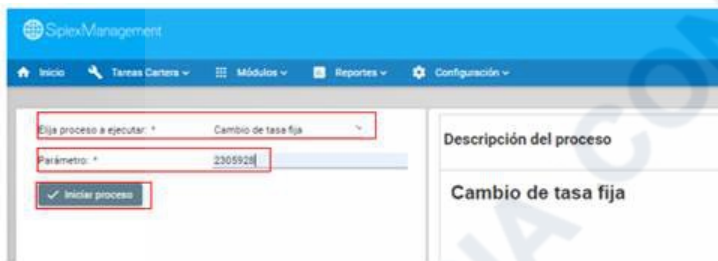 SiplexManagement
Inicio Tareas Cartera Módulos Reportes Configuración
Elija proceso a ejecutar: * Cambio de tasa fija
Parámetro: * 2305928
Iniciar proceso
Descripción del proceso
Cambio de tasa fija